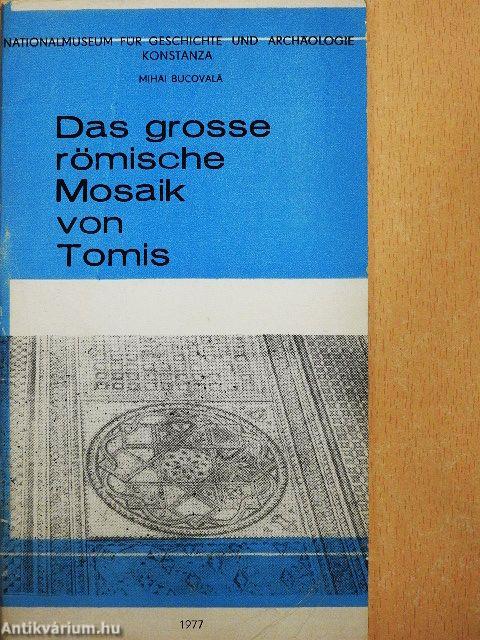 NATIONALMUSEUM FÜR GESCHICHTE UND ARCHÄOLOGIE
KONSTANZA
MIHAI BUCOVALĂ
Das grosse
römische
Mosaik
von
Tomis
1977
Antikvárium.hu